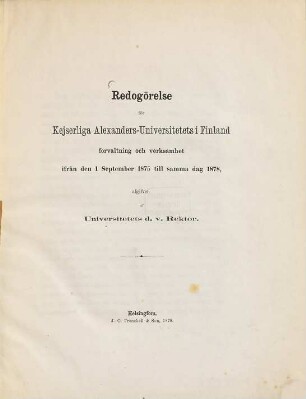 Redogörelse
för
Kejserliga Alexanders-Universitetets i Finland
förvaltning och verksamhet
ifrån den 1 September 1875 till samma dag 1878,
utgifven
af
Universitetets d. v. Rektor.
Helsingfors,
J. C. Frenckell & Son, 1878.